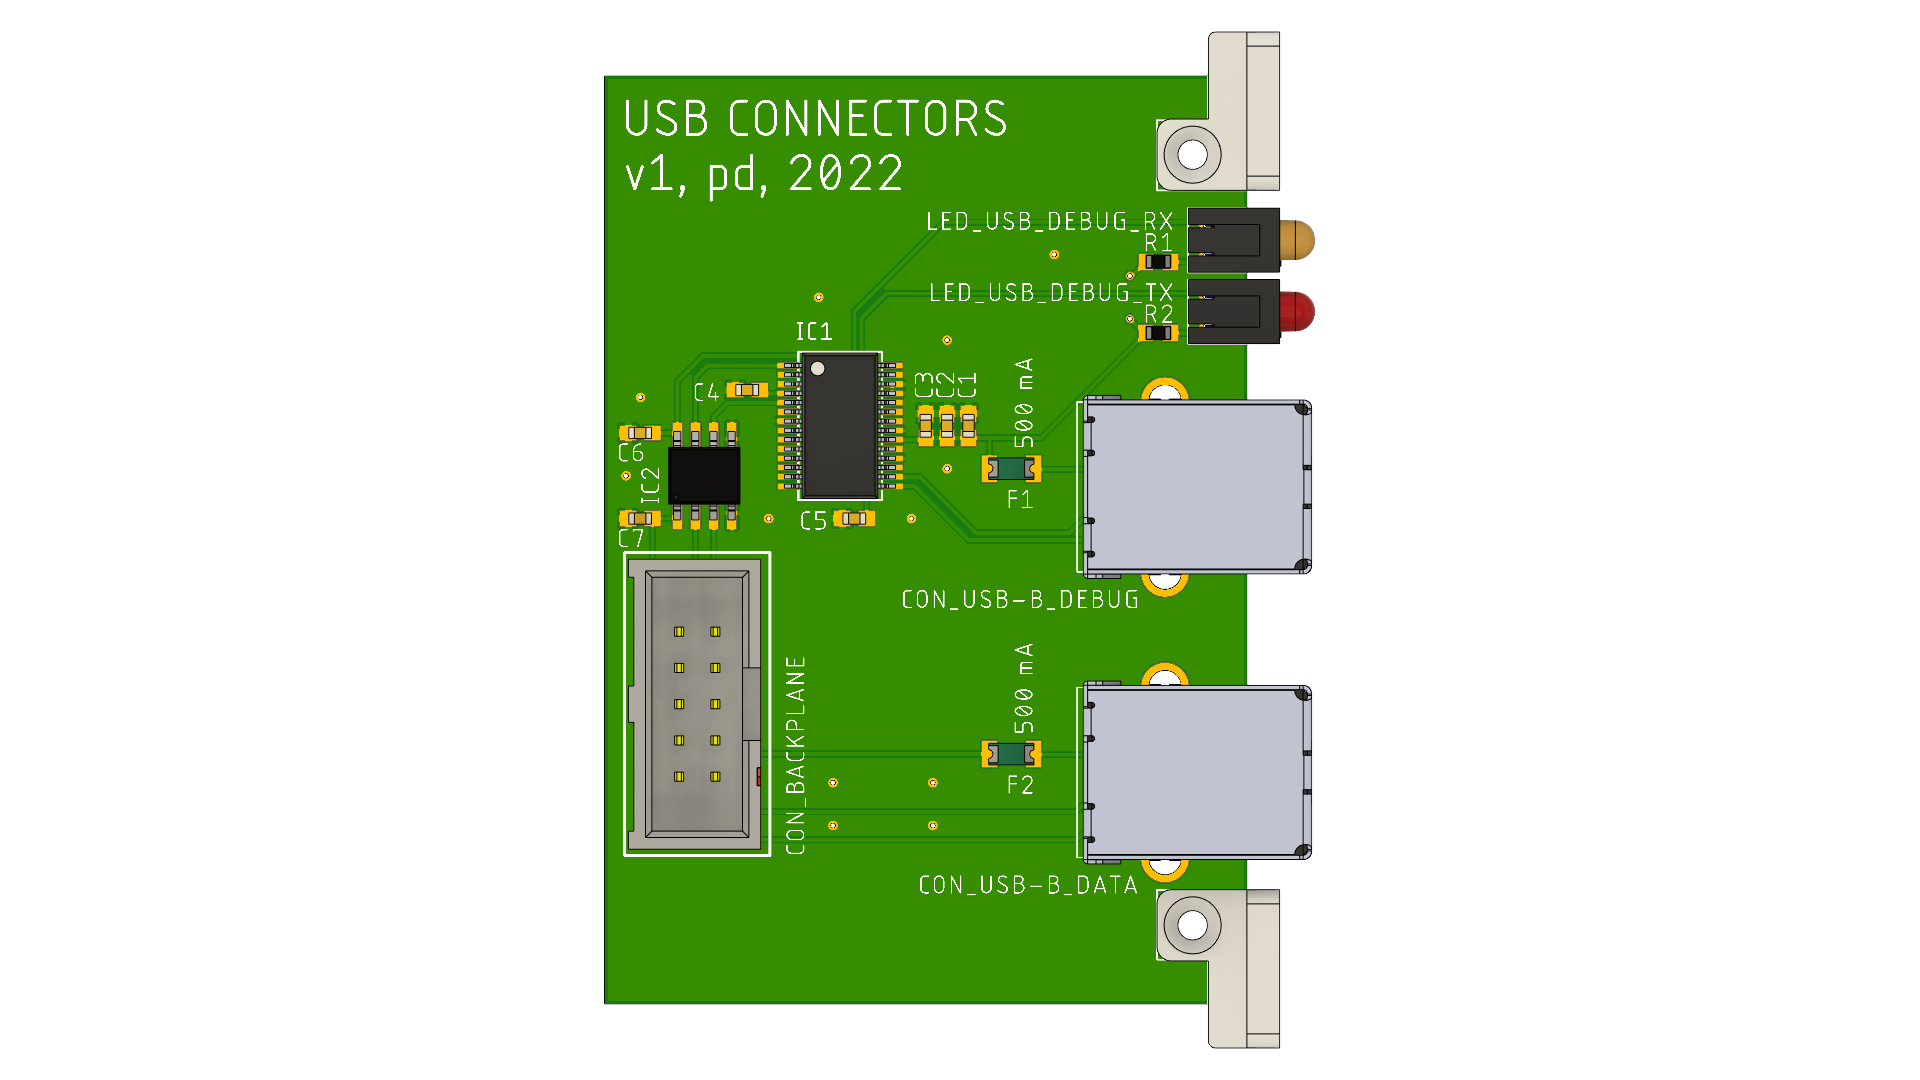 USB CONNECTORS
v1, pd, 2022
LED_USB_DEBUG_RX
R1
LED_USB_DEBUG_TX
R2
IC1
C4
C3
C2
C1
500 mA
C6
IC2
F1
C5
C7
CON_USB-B_DEBUG
500 mA
CON_BACKPLANE
F2
CON_USB-B_DATA